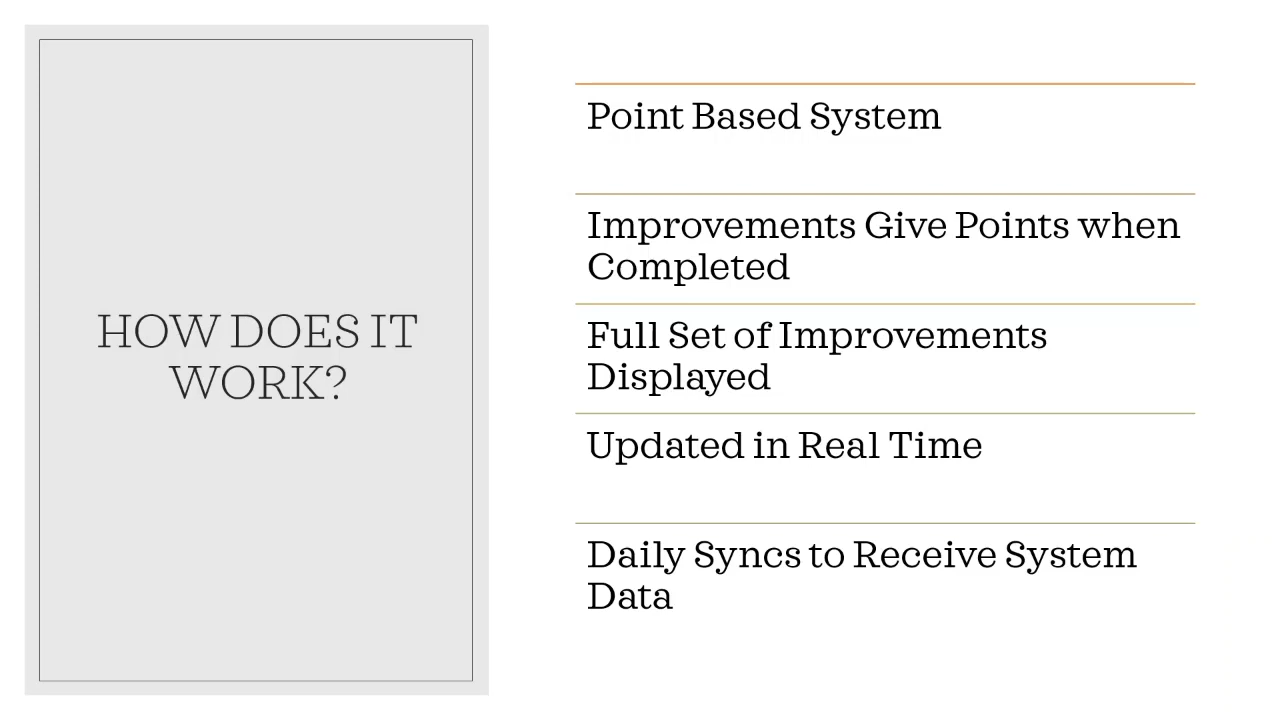 HOW DOES IT
WORK?
Point Based System
Improvements Give Points when
Completed
Full Set of Improvements
Displayed
Updated in Real Time
Daily Syncs to Receive System
Data